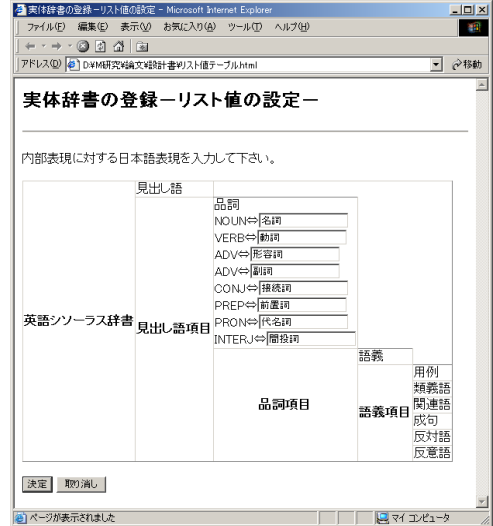 実体辞書の登録－リスト値の設定 - Microsoft Internet Explorer
ファイル(F) 編集(E) 表示(V) お気に入り(A) ツール(T) ヘルプ(H)
アドレス(D) D:¥M研究¥論文¥設計書¥リスト値テーブル.html 移動
実体辞書の登録－リスト値の設定－
内部表現に対する日本語表現を入力して下さい。
見出し語
品詞
NOUN⇔名詞
VERB⇔動詞
ADV⇔形容詞
ADV⇔副詞
CONJ⇔接続詞
PREP⇔前置詞
英語シソーラス辞書 見出し語項目 PRON⇔代名詞
INTERJ⇔間投詞
語義
用例
類義語
品詞項目 語義項目 関連語
成句
反対語
反意語
決定 取り消し
ページが表示されました マイ コンピュータ